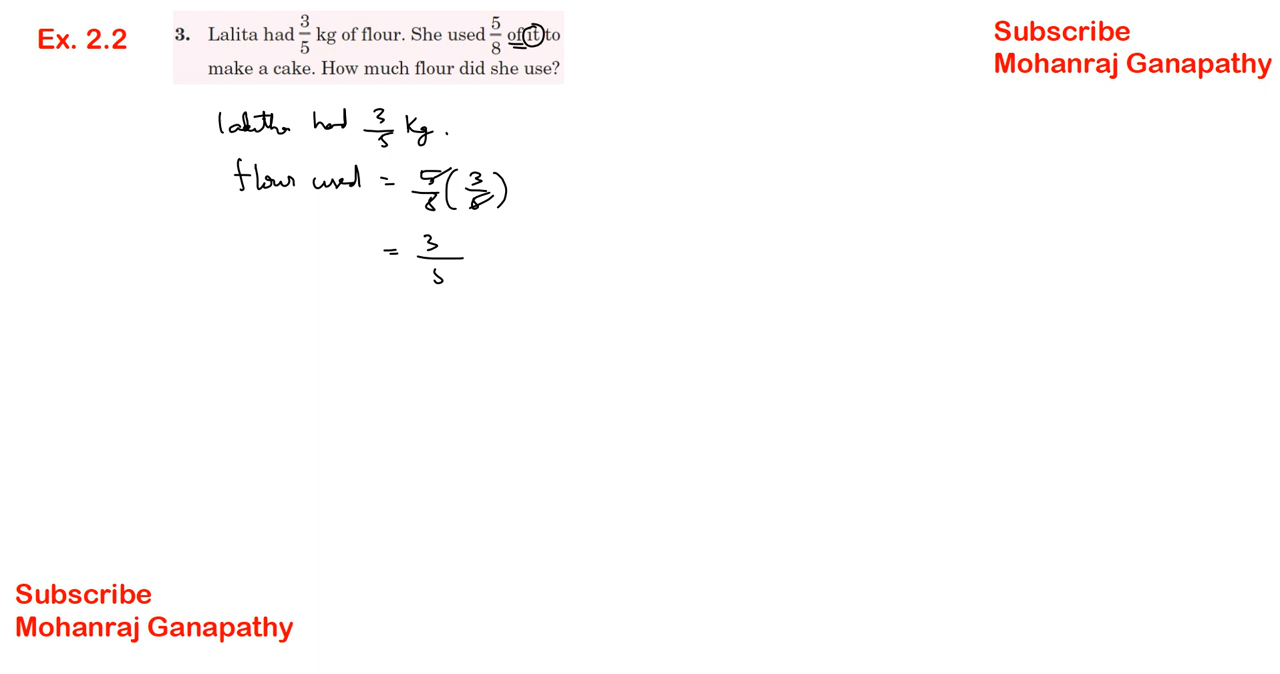 Ex. 2.2
3. Lalita had 3/5 kg of flour. She used 5/8 of it to
make a cake. How much flour did she use?
Subscribe
Mohanraj Ganapathy
lalitha had 3/5 kg.
flour used = 5/8 (3/5)
= 3/
Subscribe
Mohanraj Ganapathy